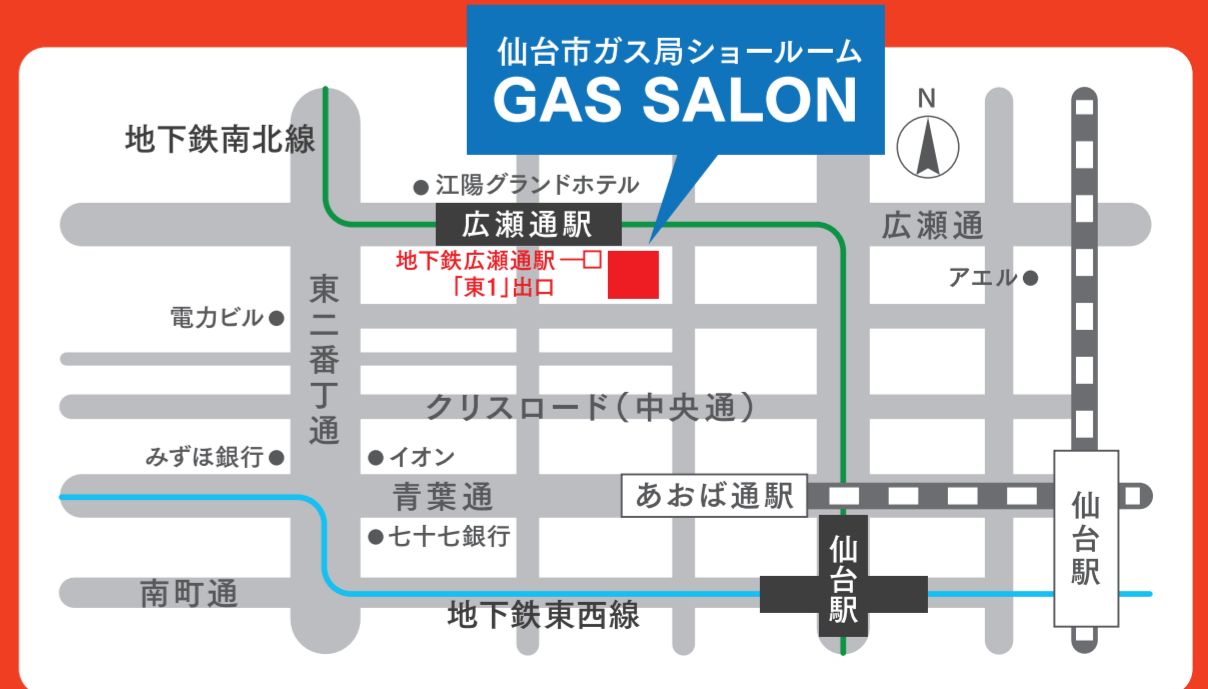 仙台市ガス局ショールーム
GAS SALON
N
地下鉄南北線
江陽グランドホテル
広瀬通駅
広瀬通
地下鉄広瀬通駅
「東1」出口
アエル
電力ビル
東二番丁通
クリスロード(中央通)
みずほ銀行
イオン
青葉通
あおば通駅
仙台駅
七十七銀行
仙台駅
南町通
地下鉄東西線